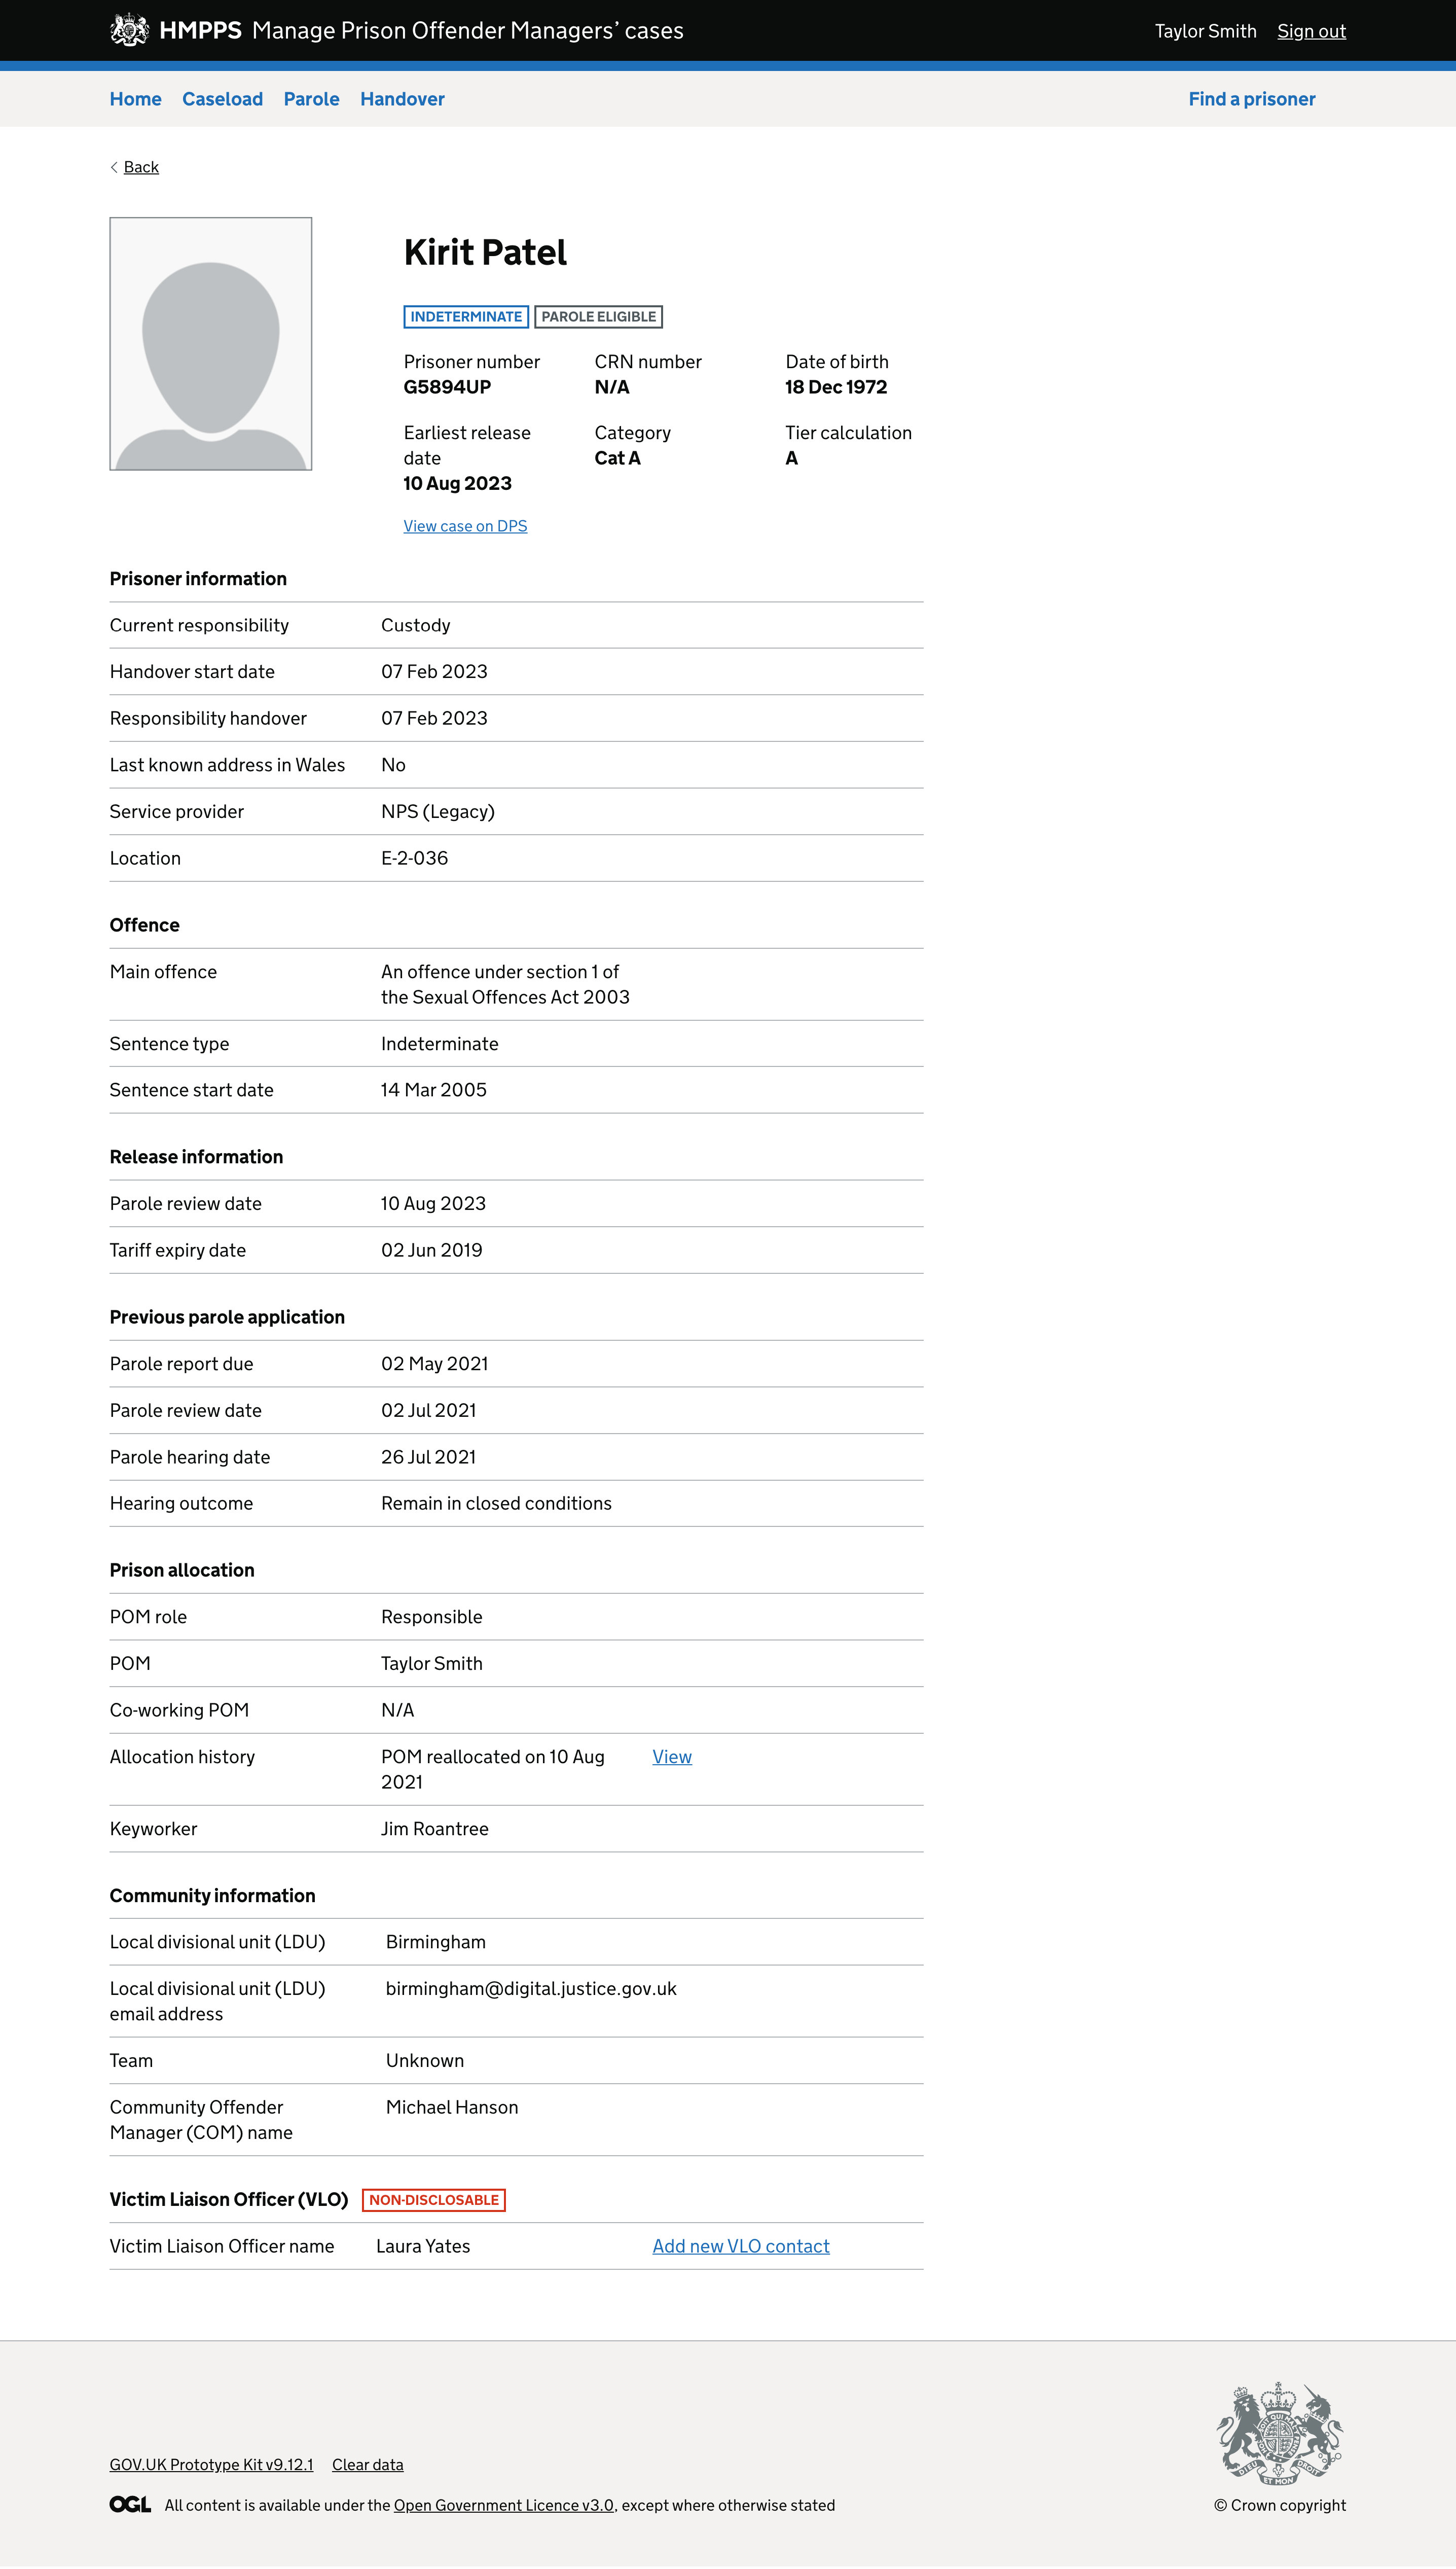 HMPPS Manage Prison Offender Managers’ cases Taylor Smith Sign out
Home Caseload Parole Handover Find a prisoner
Back
Kirit Patel
INDETERMINATE PAROLE ELIGIBLE
Prisoner number CRN number Date of birth
G5894UP N/A 18 Dec 1972
Earliest release Category Tier calculation
date Cat A A
10 Aug 2023
View case on DPS
Prisoner information
Current responsibility Custody
Handover start date 07 Feb 2023
Responsibility handover 07 Feb 2023
Last known address in Wales No
Service provider NPS (Legacy)
Location E-2-036
Offence
Main offence An offence under section 1 of
the Sexual Offences Act 2003
Sentence type Indeterminate
Sentence start date 14 Mar 2005
Release information
Parole review date 10 Aug 2023
Tariff expiry date 02 Jun 2019
Previous parole application
Parole report due 02 May 2021
Parole review date 02 Jul 2021
Parole hearing date 26 Jul 2021
Hearing outcome Remain in closed conditions
Prison allocation
POM role Responsible
POM Taylor Smith
Co-working POM N/A
Allocation history POM reallocated on 10 Aug View
2021
Keyworker Jim Roantree
Community information
Local divisional unit (LDU) Birmingham
Local divisional unit (LDU) birmingham@digital.justice.gov.uk
email address
Team Unknown
Community Offender Michael Hanson
Manager (COM) name
Victim Liaison Officer (VLO) NON-DISCLOSABLE
Victim Liaison Officer name Laura Yates Add new VLO contact
GOV.UK Prototype Kit v9.12.1 Clear data
OGL All content is available under the Open Government Licence v3.0, except where otherwise stated
© Crown copyright